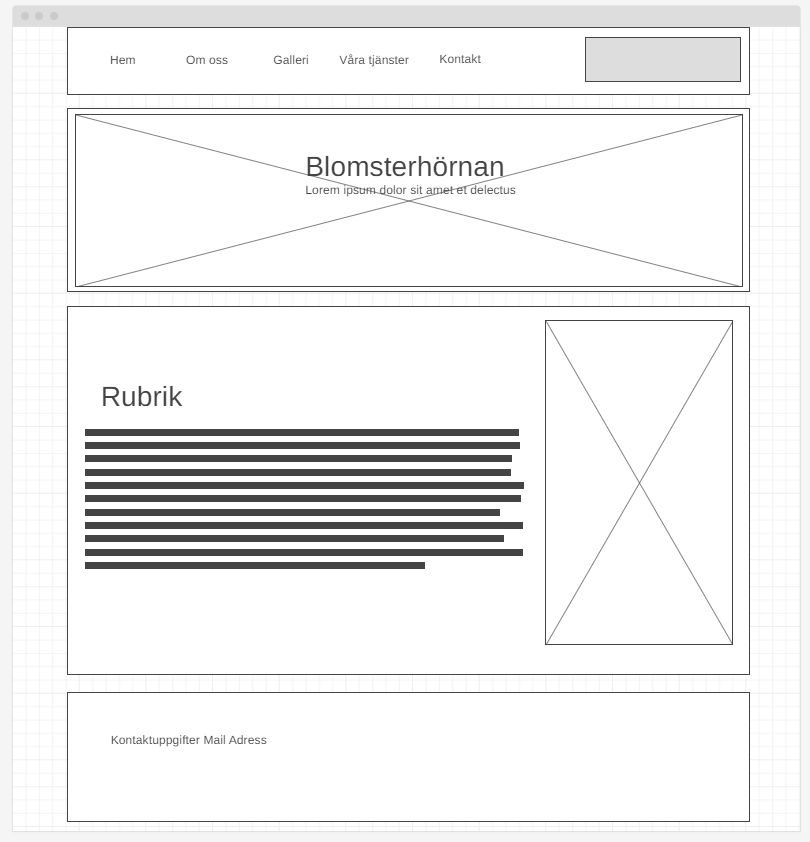 Hem Om oss Galleri Våra tjänster Kontakt
Blomsterhörnan
Lorem ipsum dolor sit amet et delectus
Rubrik
Kontaktuppgifter Mail Adress